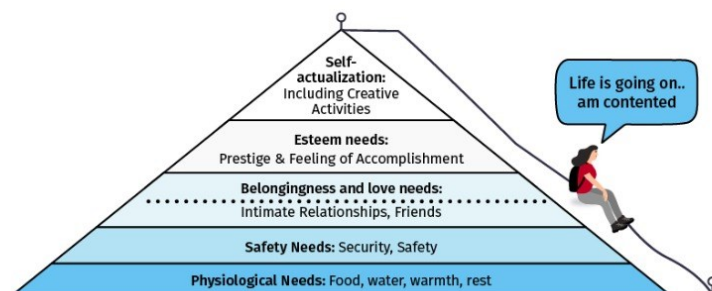 Self-
actualization:
Including Creative
Activities
Esteem needs:
Prestige & Feeling of Accomplishment
Belongingness and love needs:
Intimate Relationships, Friends
Safety Needs: Security, Safety
Physiological Needs: Food, water, warmth, rest
Life is going on..
am contented